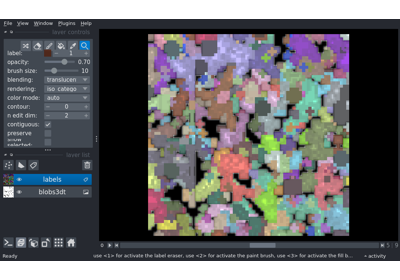 File View Window Plugins Help
layer controls
label: 1
opacity: 0.70
brush size: 10
blending: translucen
rendering: iso_catego
color mode: auto
contour: 0
n edit dim: 2
contiguous:
preserve
show
selected:
layer list
labels
blobs3dt
Ready
use <1> for activate the label eraser, use <2> for activate the paint brush, use <3> for activate the fill b...
activity